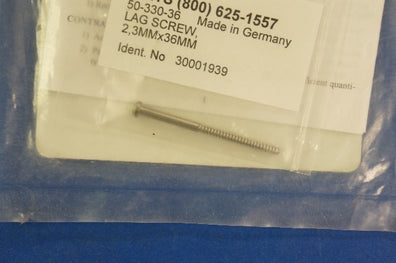 (800) 625-1557
50-330-36 Made in Germany
LAG SCREW,
2,3MMx36MM
Ident. No 30001939